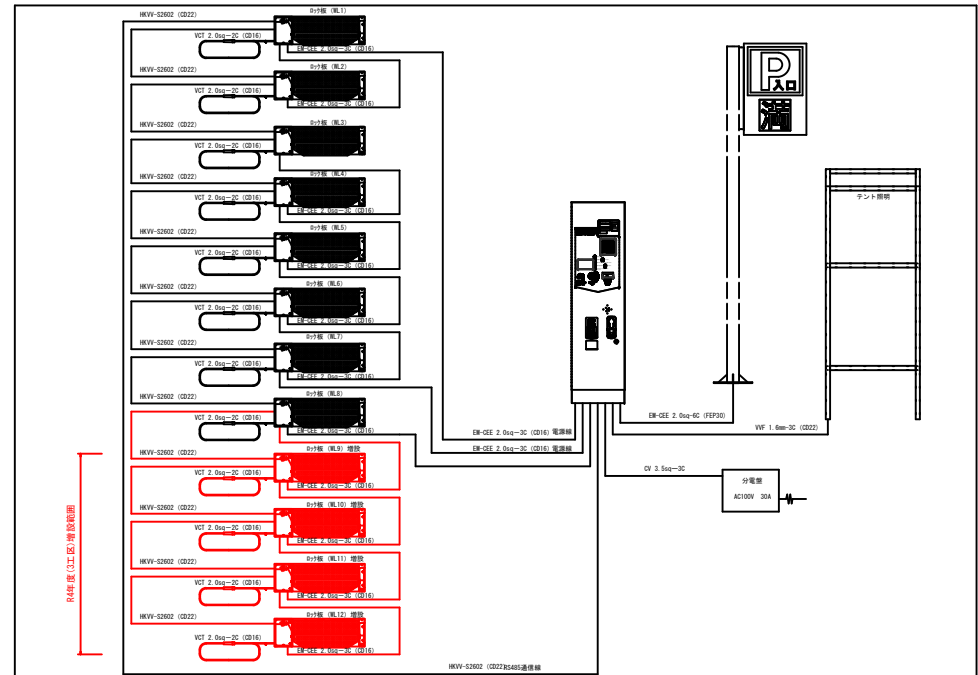 ロック板 (WL1)
HKVV-S2602 (CD22)
VCT 2.0sq-2C (CD16)
EM-CEE 2.0sq-3C (CD16)
ロック板 (WL2)
HKVV-S2602 (CD22)
VCT 2.0sq-2C (CD16)
EM-CEE 2.0sq-3C (CD16)
ロック板 (WL3)
HKVV-S2602 (CD22)
VCT 2.0sq-2C (CD16)
ロック板 (WL4)
HKVV-S2602 (CD22)
VCT 2.0sq-2C (CD16)
EM-CEE 2.0sq-3C (CD16)
ロック板 (WL5)
HKVV-S2602 (CD22)
VCT 2.0sq-2C (CD16)
EM-CEE 2.0sq-3C (CD16)
ロック板 (WL6)
HKVV-S2602 (CD22)
VCT 2.0sq-2C (CD16)
EM-CEE 2.0sq-3C (CD16)
ロック板 (WL7)
HKVV-S2602 (CD22)
VCT 2.0sq-2C (CD16)
EM-CEE 2.0sq-3C (CD16)
ロック板 (WL8)
HKVV-S2602 (CD22)
VCT 2.0sq-2C (CD16)
EM-CEE 2.0sq-3C (CD16)
ロック板 (WL9) 増設
HKVV-S2602 (CD22)
VCT 2.0sq-2C (CD16)
EM-CEE 2.0sq-3C (CD16)
ロック板 (WL10) 増設
HKVV-S2602 (CD22)
VCT 2.0sq-2C (CD16)
EM-CEE 2.0sq-3C (CD16)
ロック板 (WL11) 増設
HKVV-S2602 (CD22)
VCT 2.0sq-2C (CD16)
EM-CEE 2.0sq-3C (CD16)
ロック板 (WL12) 増設
HKVV-S2602 (CD22)
VCT 2.0sq-2C (CD16)
EM-CEE 2.0sq-3C (CD16)
R4年度(3工区)増設範囲
P
入口
満
テント照明
EM-CEE 2.0sq-6C (FEP30)
VVF 1.6mm-3C (CD22)
EM-CEE 2.0sq-3C (CD16) 電源線
EM-CEE 2.0sq-3C (CD16) 電源線
CV 3.5sq-3C
分電盤
AC100V 30A
HKVV-S2602 (CD22)RS485通信線